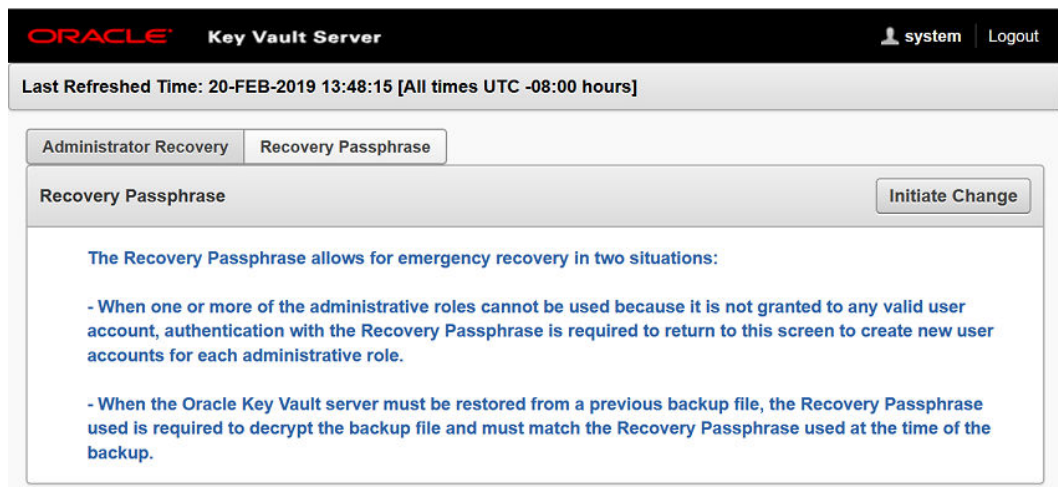 ORACLE Key Vault Server system Logout
Last Refreshed Time: 20-FEB-2019 13:48:15 [All times UTC -08:00 hours]
Administrator Recovery Recovery Passphrase
Recovery Passphrase Initiate Change
The Recovery Passphrase allows for emergency recovery in two situations:
- When one or more of the administrative roles cannot be used because it is not granted to any valid user
account, authentication with the Recovery Passphrase is required to return to this screen to create new user
accounts for each administrative role.
- When the Oracle Key Vault server must be restored from a previous backup file, the Recovery Passphrase
used is required to decrypt the backup file and must match the Recovery Passphrase used at the time of the
backup.